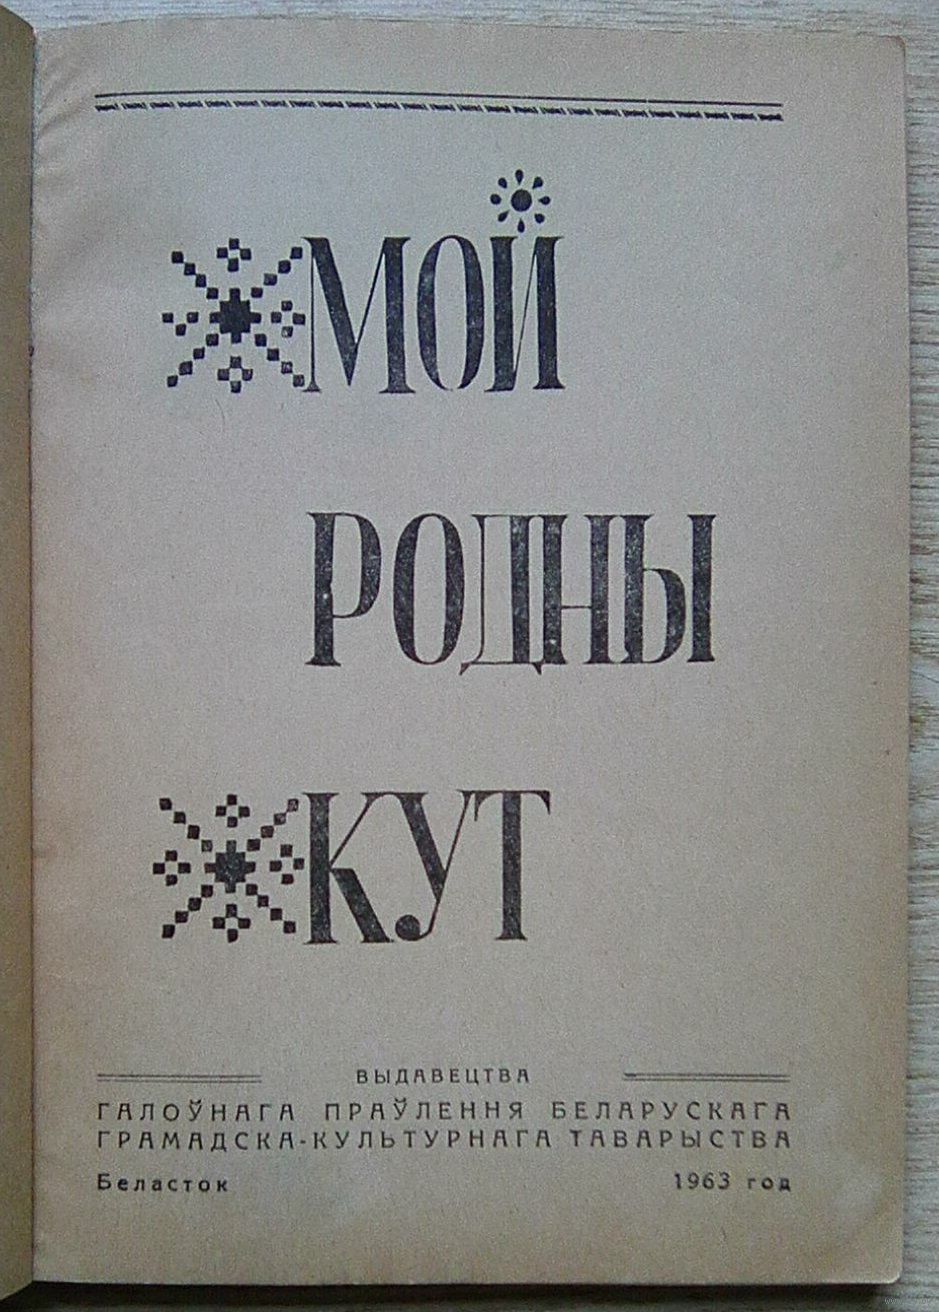 МОЙ
РОДНЫ
КУТ
ВЫДАВЕЦТВА
ГАЛОЎНАГА ПРАЎЛЕННЯ БЕЛАРУСКАГА
ГРАМАДСКА-КУЛЬТУРНАГА ТАВАРЫСТВА
Беласток 1963 год